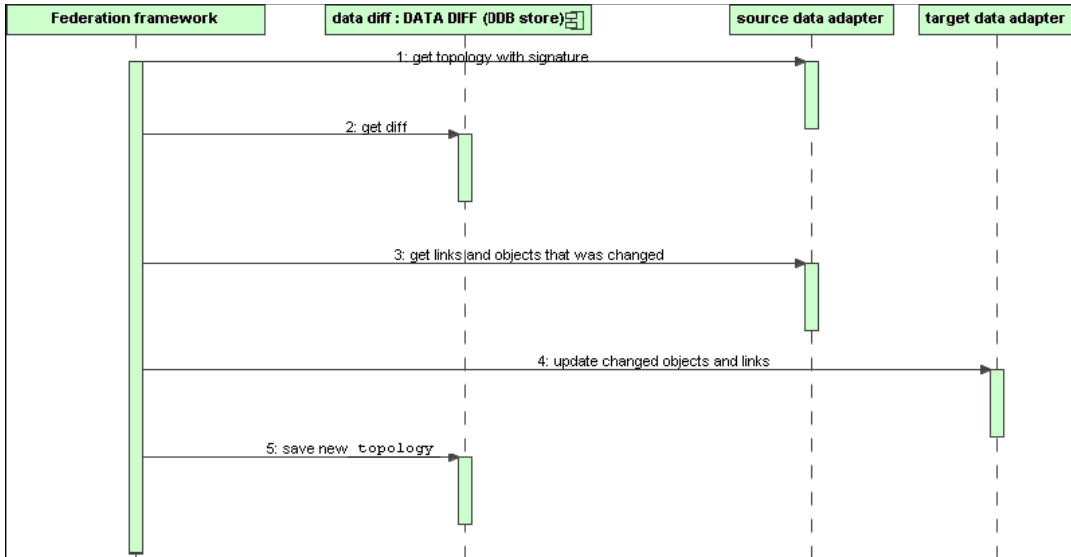 Federation framework
data diff : DATA DIFF (ODB store)
source data adapter
target data adapter
1: get topology with signature
2: get diff
3: get links and objects that was changed
4: update changed objects and links
5: save new topology